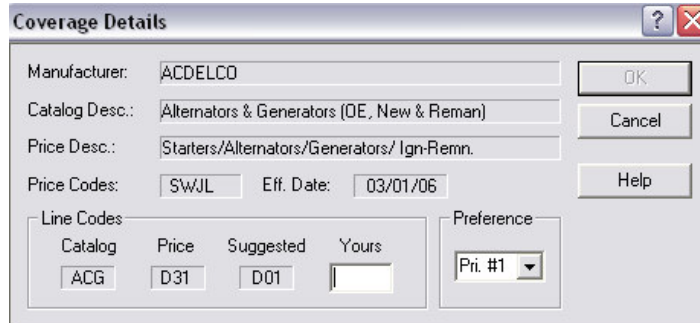 Coverage Details
Manufacturer: ACDELCO
OK
Catalog Desc.: Alternators & Generators (OE, New & Reman)
Cancel
Price Desc.: Starters/Alternators/Generators/ Ign-Remn.
Price Codes: SWJL Eff. Date: 03/01/06
Help
Line Codes
Catalog Price Suggested Yours
ACG D31 D01
Preference
Pri. #1